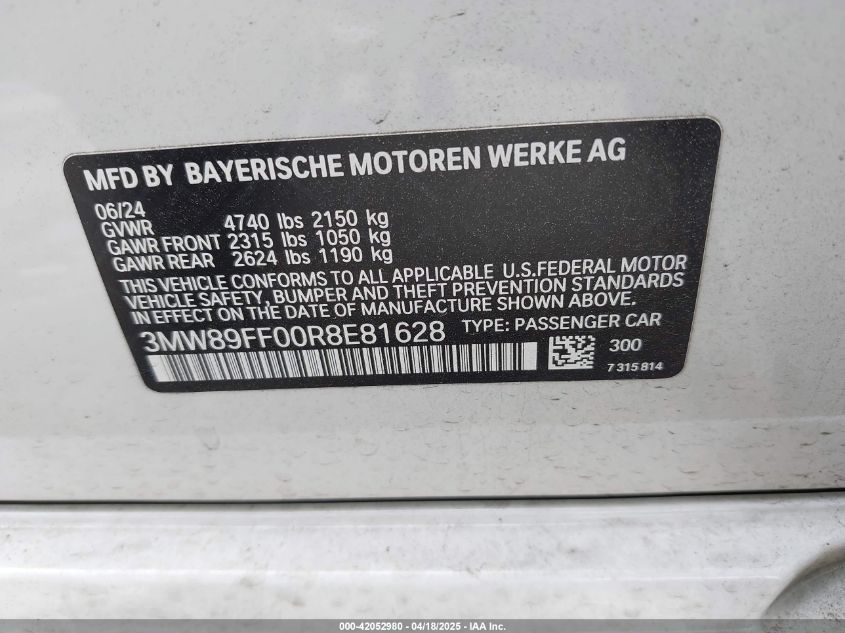 MFD BY BAYERISCHE MOTOREN WERKE AG
06/24
GVWR 4740 lbs 2150 kg
GAWR FRONT 2315 lbs 1050 kg
GAWR REAR 2624 lbs 1190 kg
THIS VEHICLE CONFORMS TO ALL APPLICABLE U.S.FEDERAL MOTOR
VEHICLE SAFETY, BUMPER AND THEFT PREVENTION STANDARDS
IN EFFECT ON THE DATE OF MANUFACTURE SHOWN ABOVE.
3MW89FF00R8E81628 TYPE: PASSENGER CAR
300
7315814
000-42052980 - 04/18/2025 - IAA Inc.